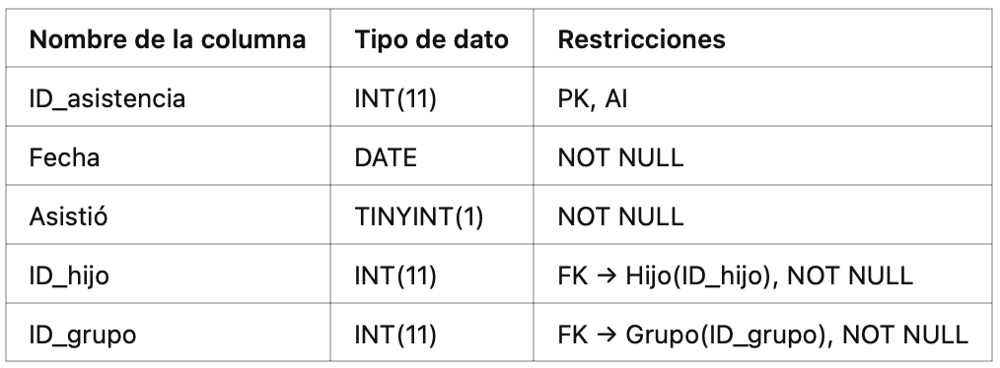 Nombre de la columna Tipo de dato Restricciones
ID_asistencia INT(11) PK, AI
Fecha DATE NOT NULL
Asistió TINYINT(1) NOT NULL
ID_hijo INT(11) FK → Hijo(ID_hijo), NOT NULL
ID_grupo INT(11) FK → Grupo(ID_grupo), NOT NULL